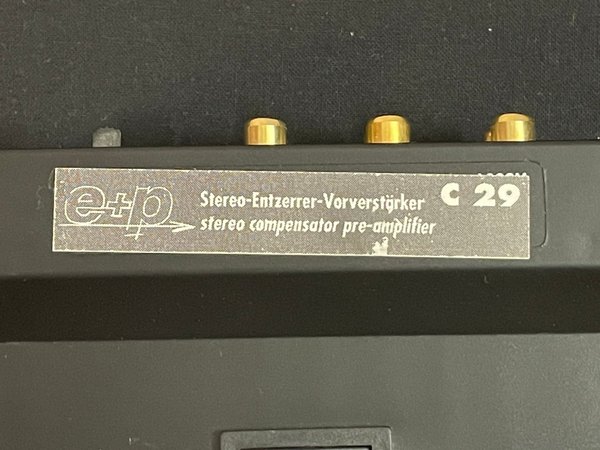 e+p
Stereo-Entzerrer-Vorverstärker C 29
stereo compensator pre-amplifier